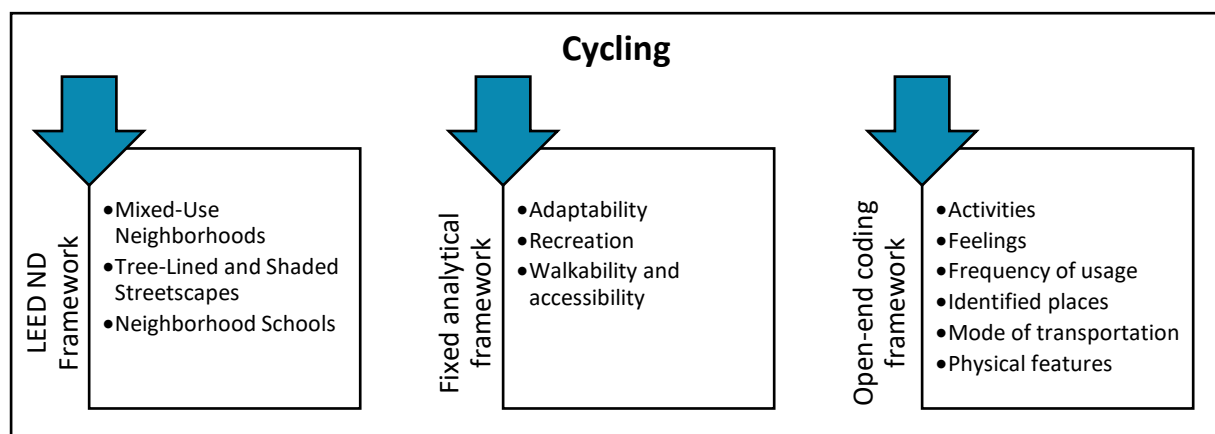 Cycling
LEED ND
Framework
•Mixed-Use
Neighborhoods
•Tree-Lined and Shaded
Streetscapes
•Neighborhood Schools
Fixed analytical
framework
•Adaptability
•Recreation
•Walkability and
accessibility
Open-end coding
framework
•Activities
•Feelings
•Frequency of usage
•Identified places
•Mode of transportation
•Physical features